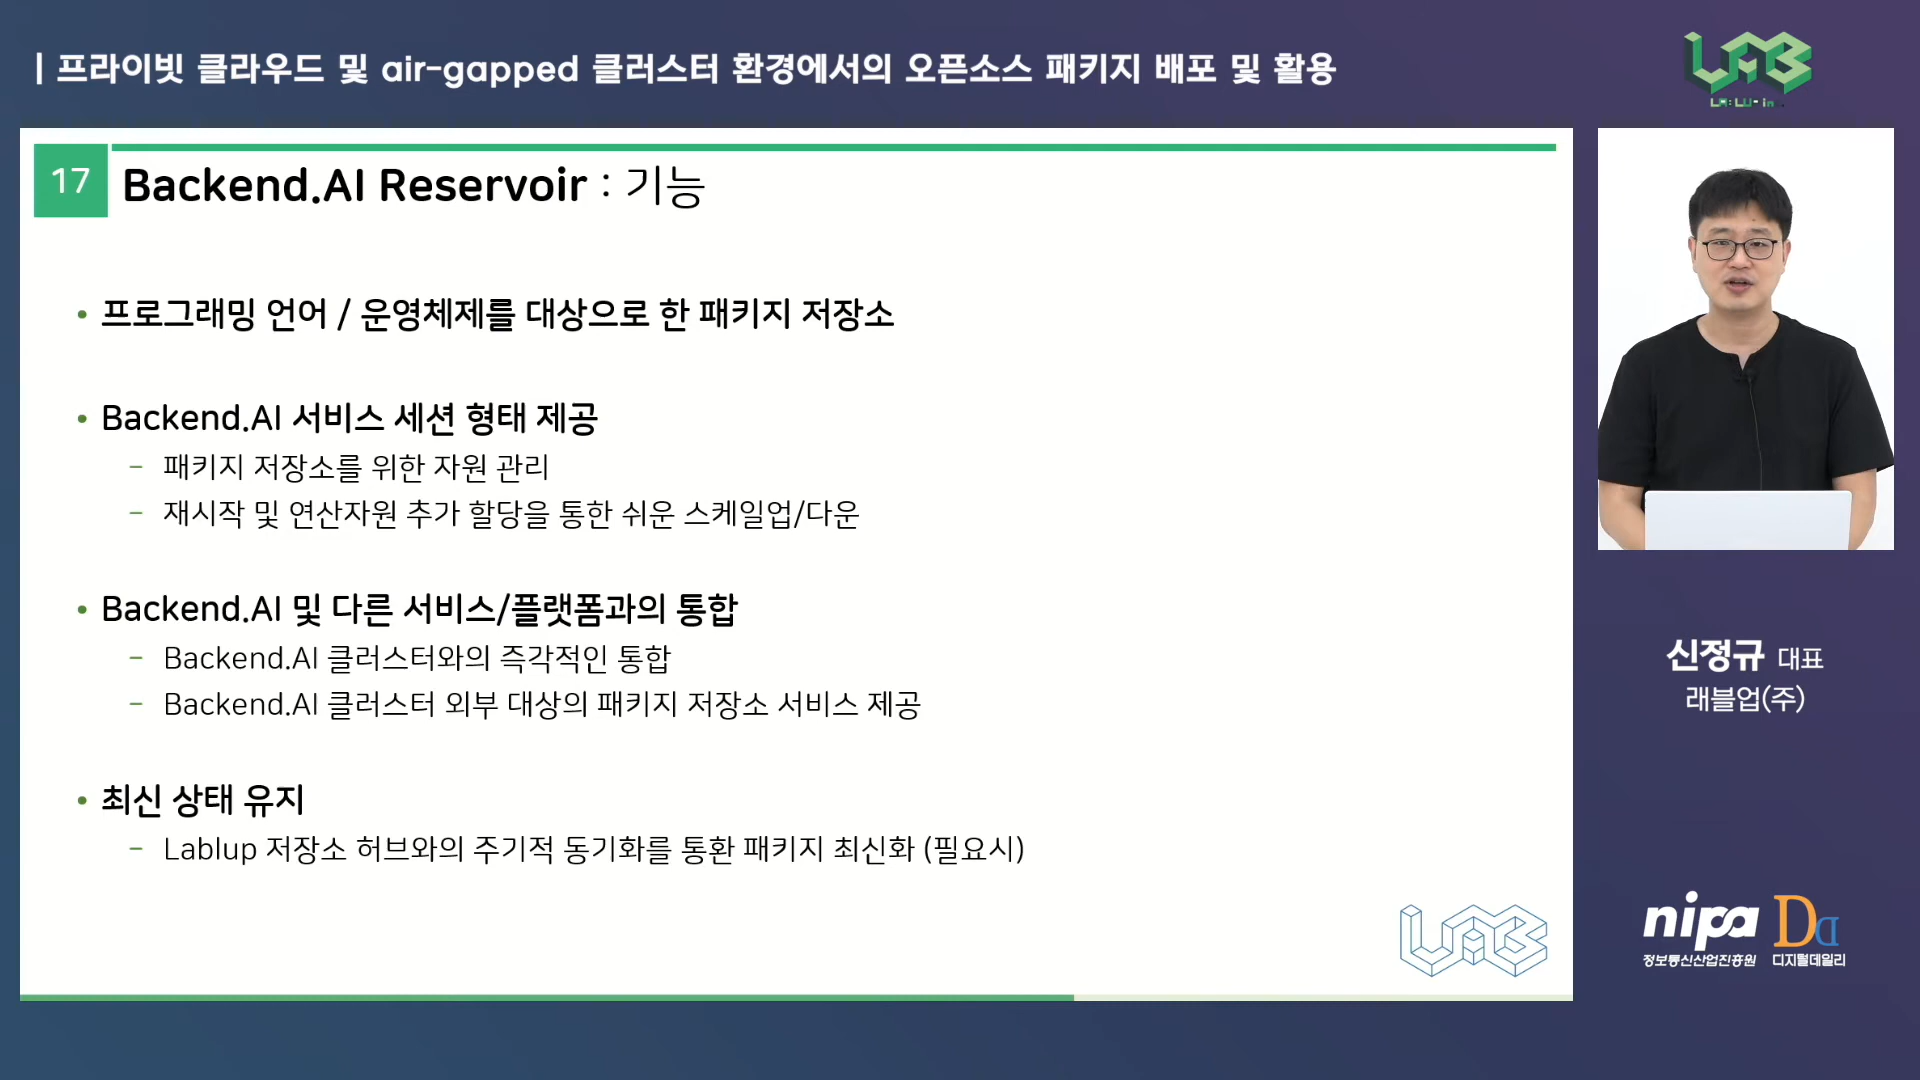 | 프라이빗 클라우드 및 air-gapped 클러스터 환경에서의 오픈소스 패키지 배포 및 활용
LAB
17
Backend.AI Reservoir : 기능
• 프로그래밍 언어 / 운영체제를 대상으로 한 패키지 저장소
• Backend.AI 서비스 세션 형태 제공
– 패키지 저장소를 위한 자원 관리
– 재시작 및 연산자원 추가 할당을 통한 쉬운 스케일업/다운
• Backend.AI 및 다른 서비스/플랫폼과의 통합
– Backend.AI 클러스터와의 즉각적인 통합
– Backend.AI 클러스터 외부 대상의 패키지 저장소 서비스 제공
• 최신 상태 유지
– Lablup 저장소 허브와의 주기적 동기화를 통환 패키지 최신화 (필요시)
LAB
신정규 대표
래블업(주)
nipa
정보통신산업진흥원
DD
디지털데일리